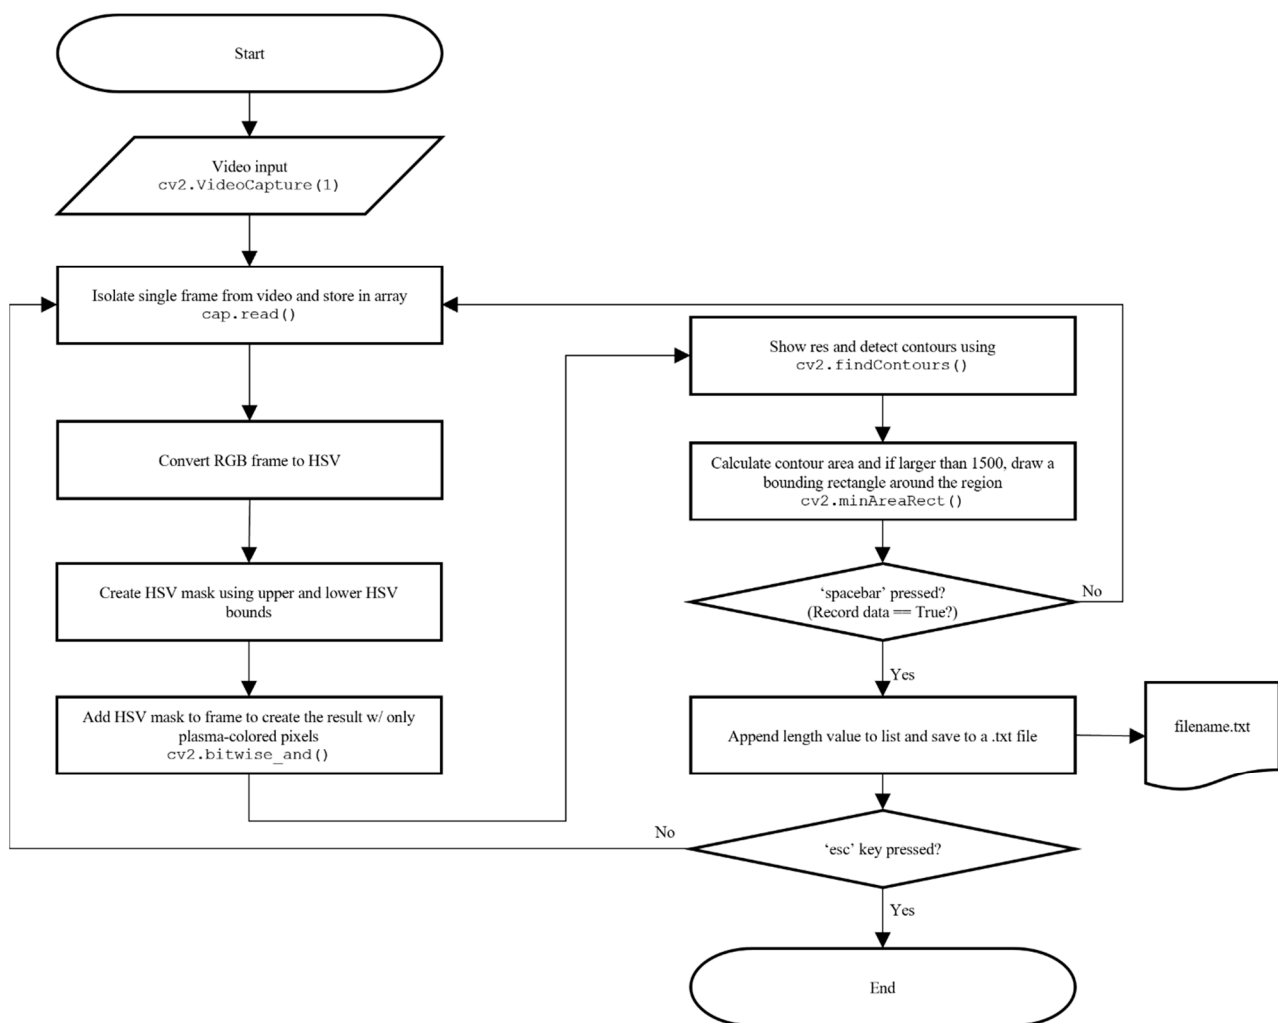 Start
Video input
cv2.VideoCapture(1)
Isolate single frame from video and store in array
cap.read()
Convert RGB frame to HSV
Create HSV mask using upper and lower HSV
bounds
Add HSV mask to frame to create the result w/ only
plasma-colored pixels
cv2.bitwise_and()
Show res and detect contours using
cv2.findContours()
Calculate contour area and if larger than 1500, draw a
bounding rectangle around the region
cv2.minAreaRect()
‘spacebar’ pressed?
(Record data == True?)
No
Yes
Append length value to list and save to a .txt file
filename.txt
‘esc’ key pressed?
No
Yes
End